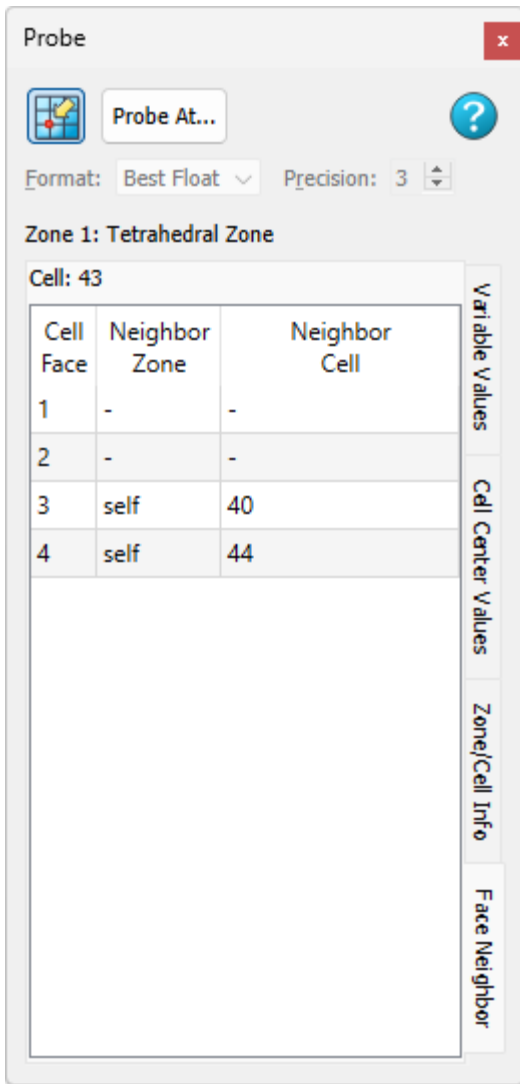 Probe
x
Probe At...
?
Format: Best Float Precision: 3
Zone 1: Tetrahedral Zone
Cell: 43
Cell Face Neighbor Zone Neighbor Cell
1 - -
2 - -
3 self 40
4 self 44
Variable Values
Cell Center Values
Zone/Cell Info
Face Neighbor